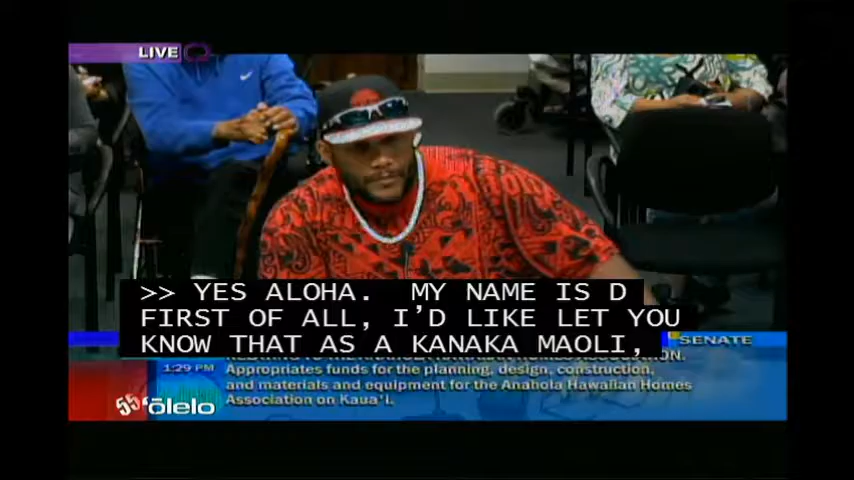 LIVE
>> YES ALOHA. MY NAME IS D
FIRST OF ALL, I'D LIKE LET YOU
KNOW THAT AS A KANAKA MAOLI,
SENATE
1:29 PM
Appropriates funds for the planning, design, construction,
and materials and equipment for the Anahola Hawaiian Homes
Association on Kaua'i.
55 'ōlelo